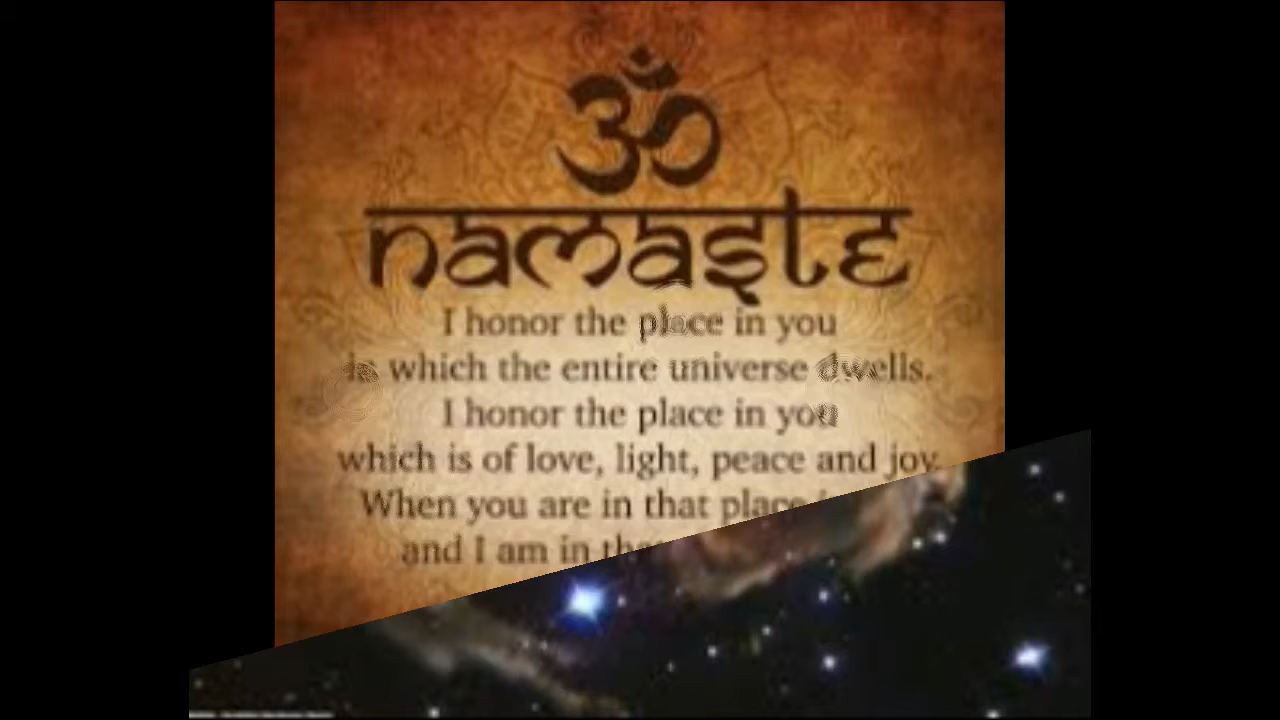 ॐ
namaste
I honor the place in you
in which the entire universe dwells.
I honor the place in you
which is of love, light, peace and joy.
When you are in that place
and I am in